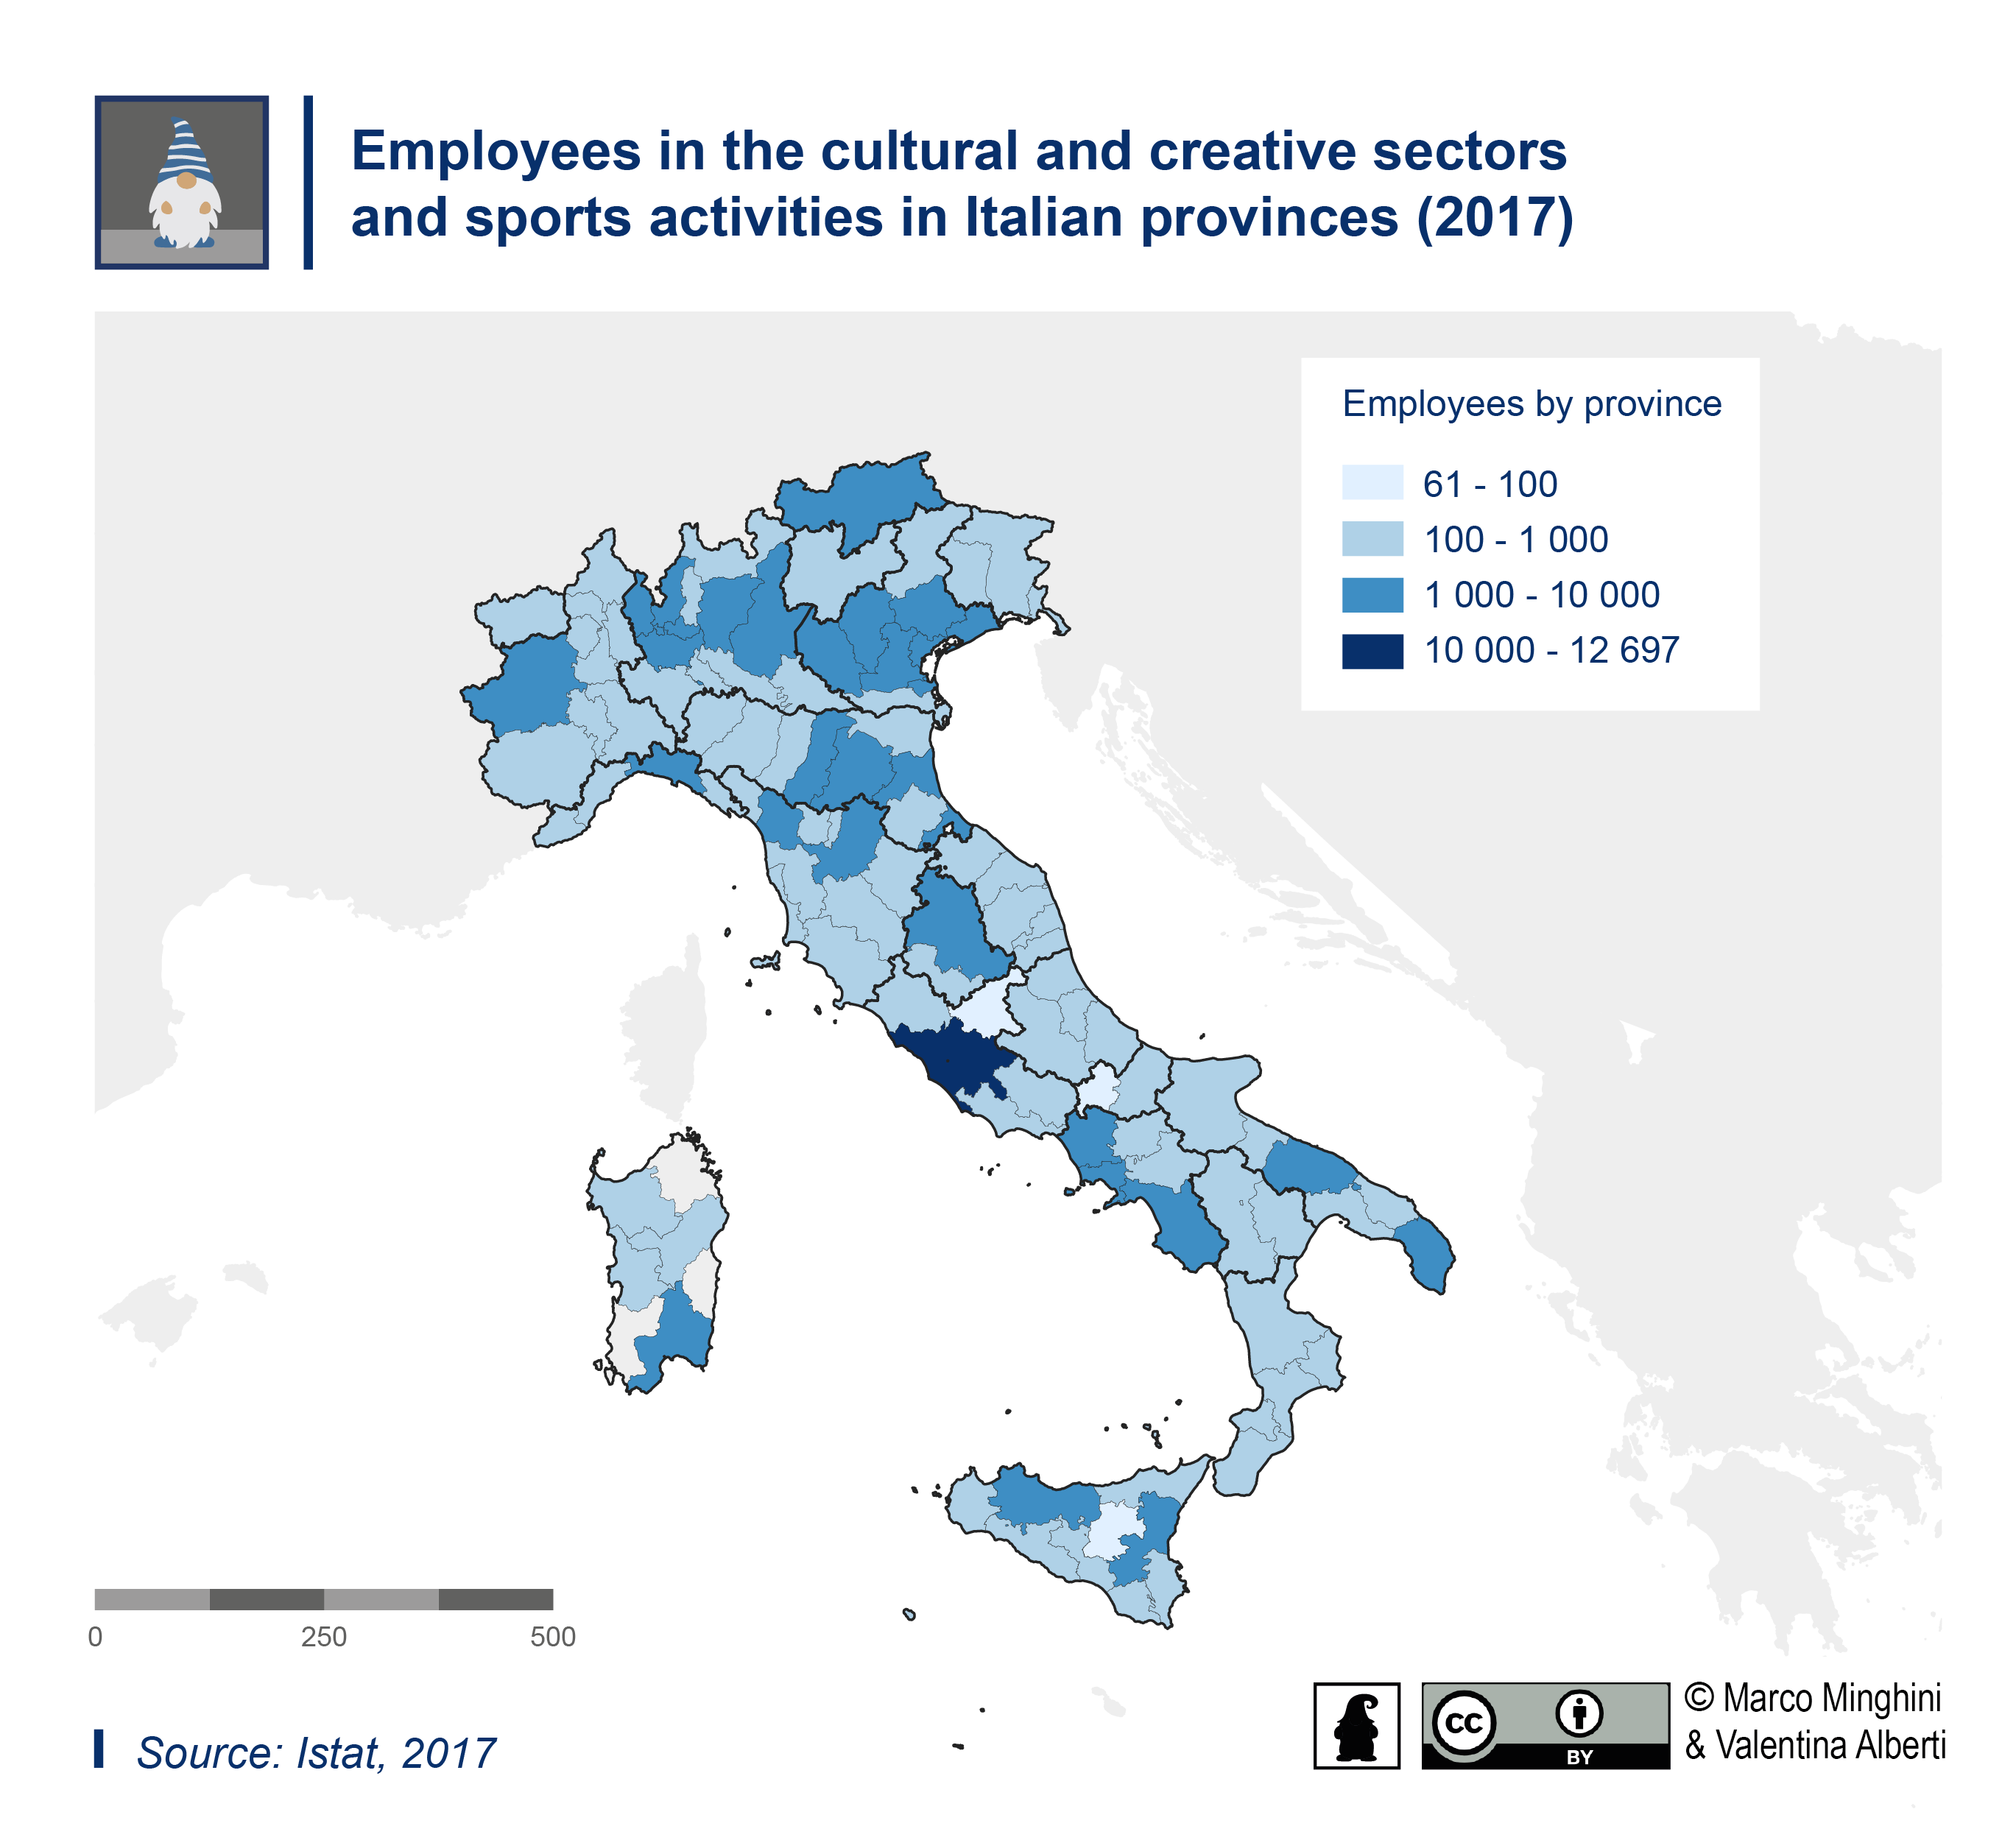 Employees in the cultural and creative sectors
and sports activities in Italian provinces (2017)
Employees by province
61 - 100
100 - 1 000
1 000 - 10 000
10 000 - 12 697
0 250 500
Source: Istat, 2017
cc
BY
© Marco Minghini
& Valentina Alberti